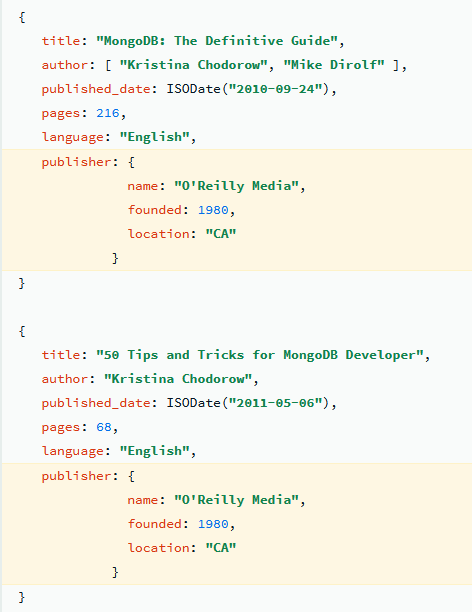 {
   title: "MongoDB: The Definitive Guide",
   author: [ "Kristina Chodorow", "Mike Dirolf" ],
   published_date: ISODate("2010-09-24"),
   pages: 216,
   language: "English",
   publisher: {
              name: "O'Reilly Media",
              founded: 1980,
              location: "CA"
            }
}

{
   title: "50 Tips and Tricks for MongoDB Developer",
   author: "Kristina Chodorow",
   published_date: ISODate("2011-05-06"),
   pages: 68,
   language: "English",
   publisher: {
              name: "O'Reilly Media",
              founded: 1980,
              location: "CA"
            }
}